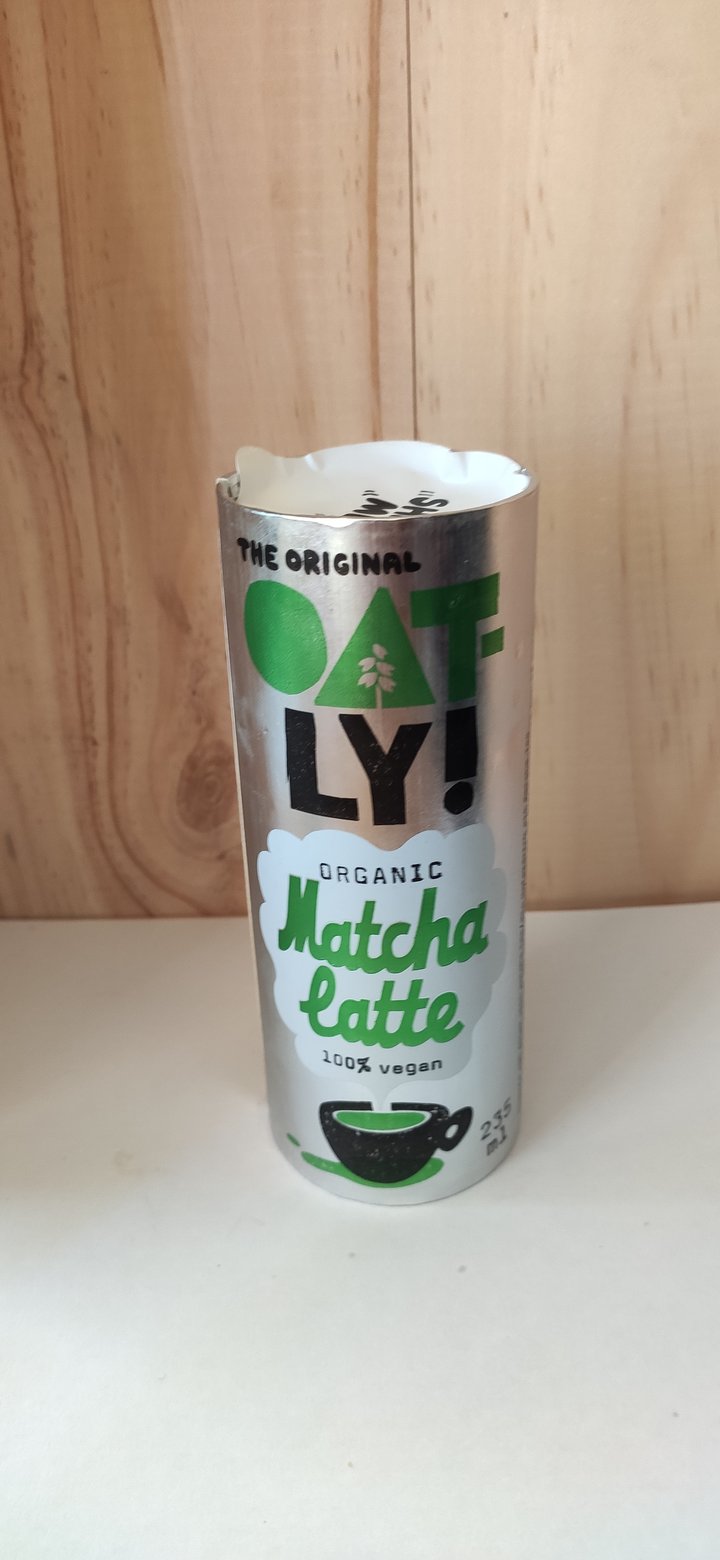 THE ORIGINAL
OAT-
LY!
ORGANIC
Matcha
latte
100% vegan
235
ml